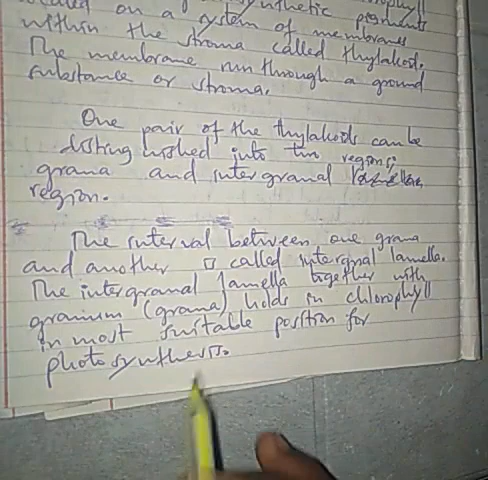 located on a system of membranes
within the stroma called thylakoid.
The membrane run through a ground
substance or stroma.
One pair of the thylakoids can be
distinguished into two regions;
grana and intergranal
region.
The interval between one grana
and another is called intergranal lamella.
The intergranal lamella together with
granum (grana) holds in chlorophyll
in most suitable position for
photosynthesis.